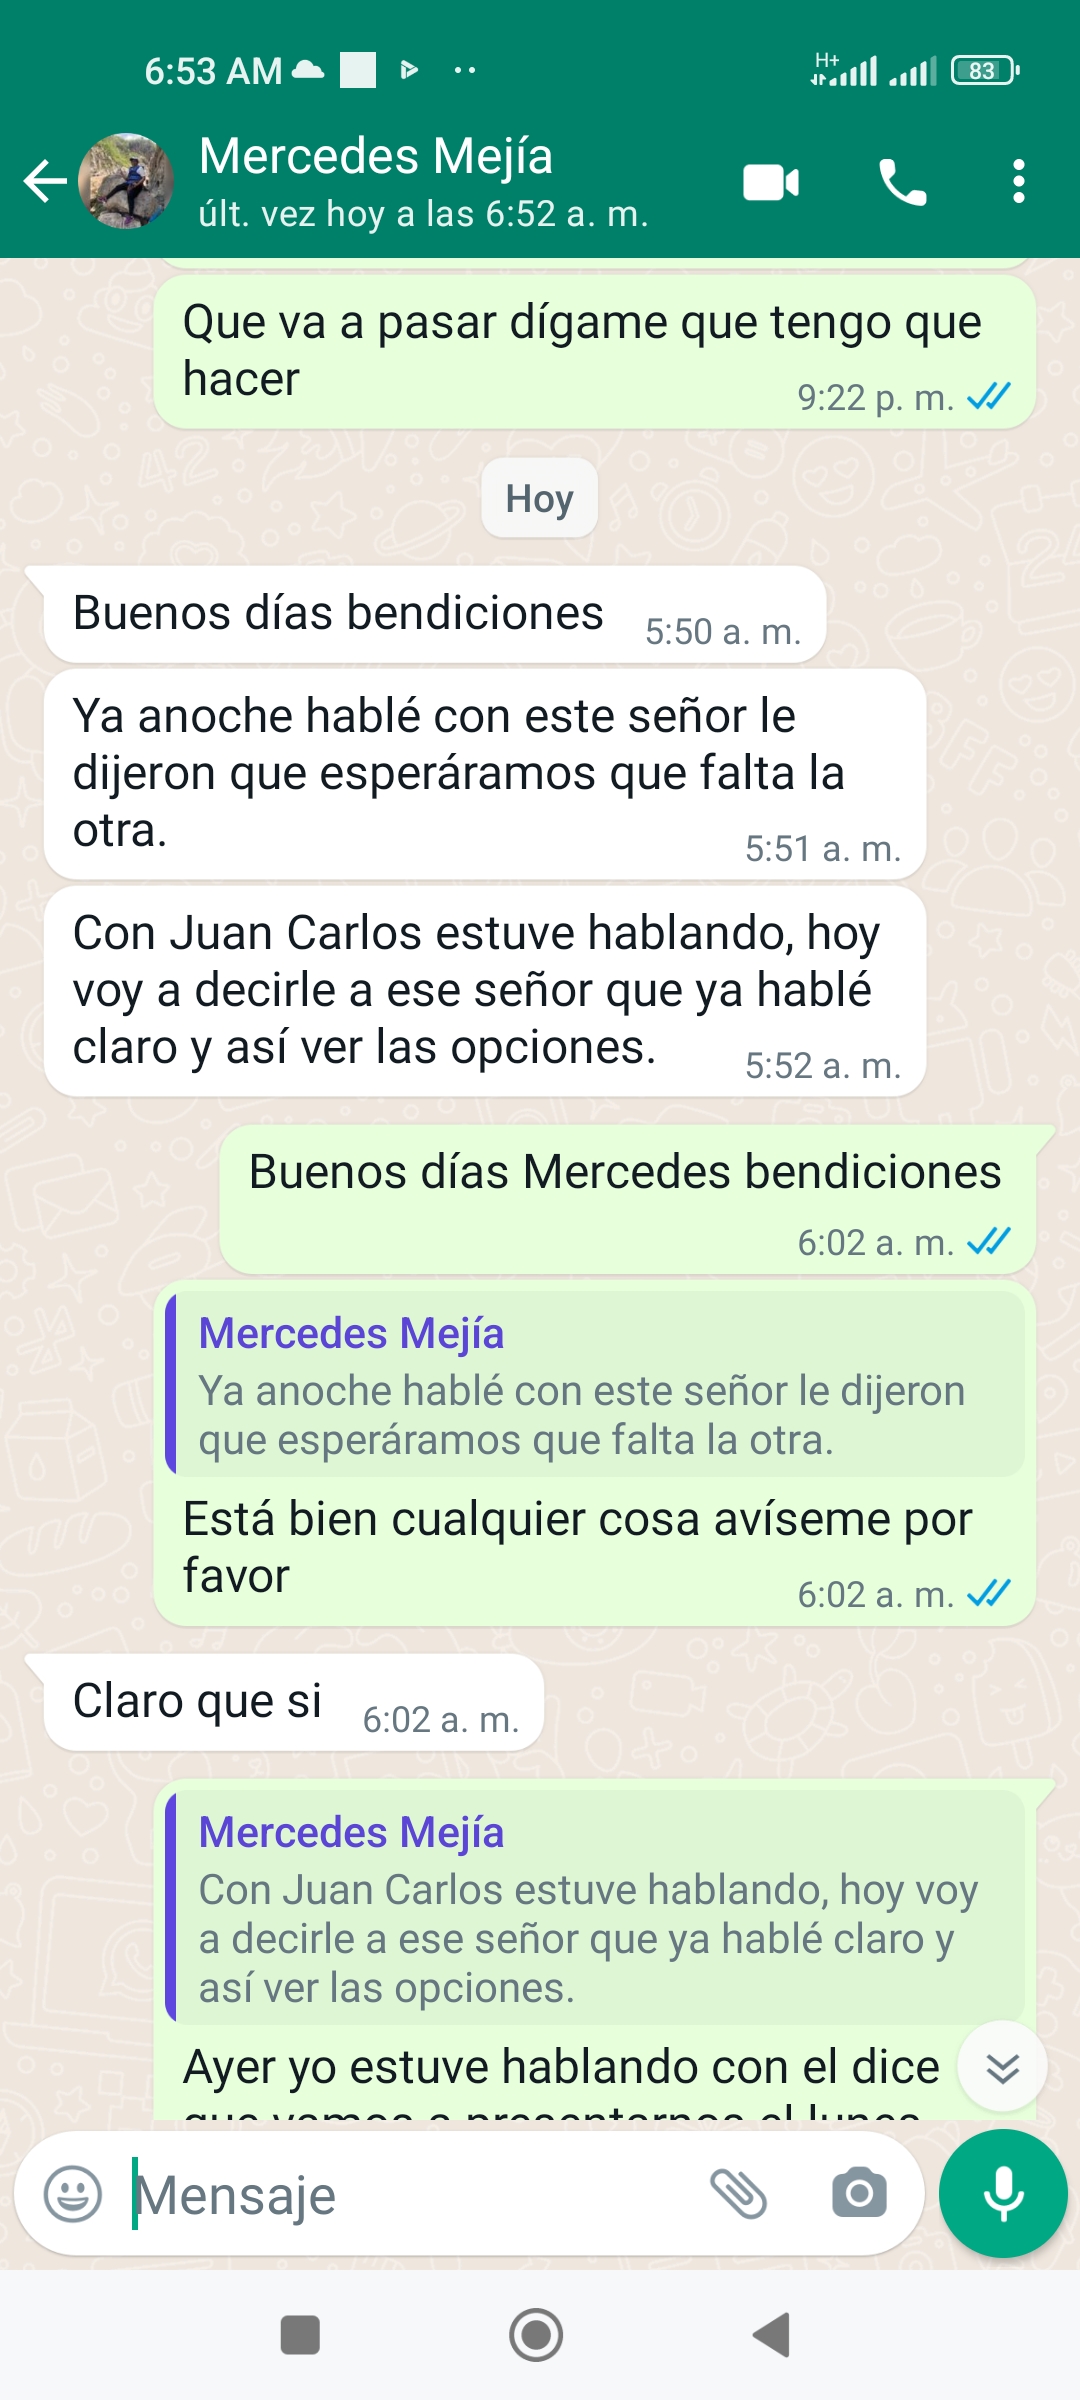 6:53 AM
H+
83
Mercedes Mejía
últ. vez hoy a las 6:52 a. m.
Que va a pasar dígame que tengo que
hacer
9:22 p. m.
Hoy
Buenos días bendiciones
5:50 a. m.
Ya anoche hablé con este señor le
dijeron que esperáramos que falta la
otra.
5:51 a. m.
Con Juan Carlos estuve hablando, hoy
voy a decirle a ese señor que ya hablé
claro y así ver las opciones.
5:52 a. m.
Buenos días Mercedes bendiciones
6:02 a. m.
Mercedes Mejía
Ya anoche hablé con este señor le dijeron
que esperáramos que falta la otra.
Está bien cualquier cosa avíseme por
favor
6:02 a. m.
Claro que si
6:02 a. m.
Mercedes Mejía
Con Juan Carlos estuve hablando, hoy voy
a decirle a ese señor que ya hablé claro y
así ver las opciones.
Ayer yo estuve hablando con el dice
que vamos a presentarnos el lunes
Mensaje